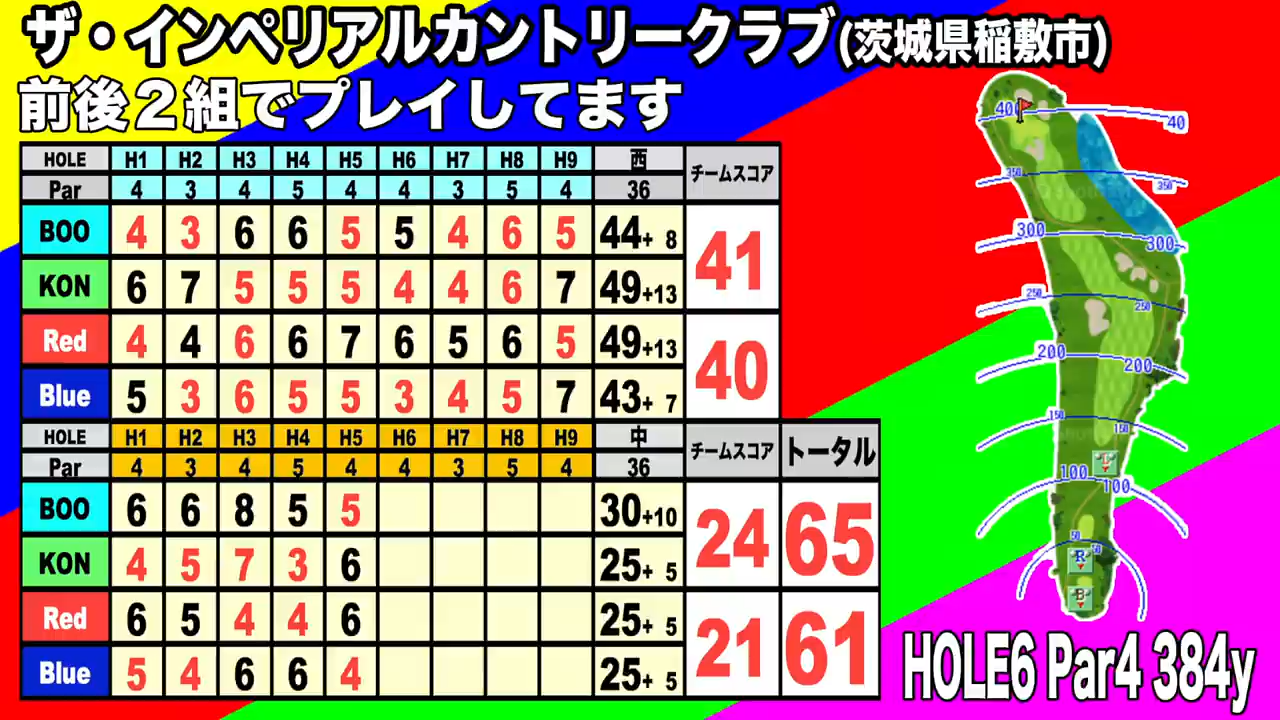 ザ・インペリアルカントリークラブ(茨城県稲敷市)
前後2組でプレイしてます
HOLE H1 H2 H3 H4 H5 H6 H7 H8 H9 西 チームスコア
Par 4 3 4 5 4 4 3 5 4 36
BOO 4 3 6 6 5 5 4 6 5 44+ 8 41
KON 6 7 5 5 5 4 4 6 7 49+13
Red 4 4 6 6 7 6 5 6 5 49+13 40
Blue 5 3 6 5 5 3 4 5 7 43+ 7
HOLE H1 H2 H3 H4 H5 H6 H7 H8 H9 中 チームスコア トータル
Par 4 3 4 5 4 4 3 5 4 36
BOO 6 6 8 5 5 30+10 24 65
KON 4 5 7 3 6 25+ 5
Red 6 5 4 4 6 25+ 5 21 61
Blue 5 4 6 6 4 25+ 5
40 40
350 350
300 300
250 250
200 200
150 150
100 100
50 50
R
B
HOLE6 Par4 384y